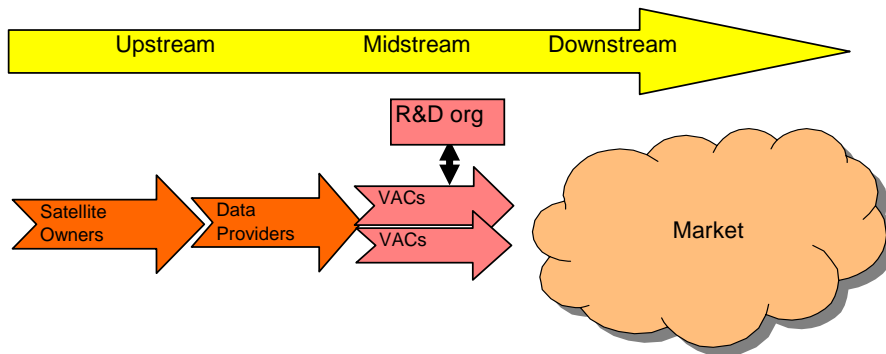 Upstream Midstream Downstream
R&D org
Satellite
Owners
Data
Providers
VACs
VACs
Market